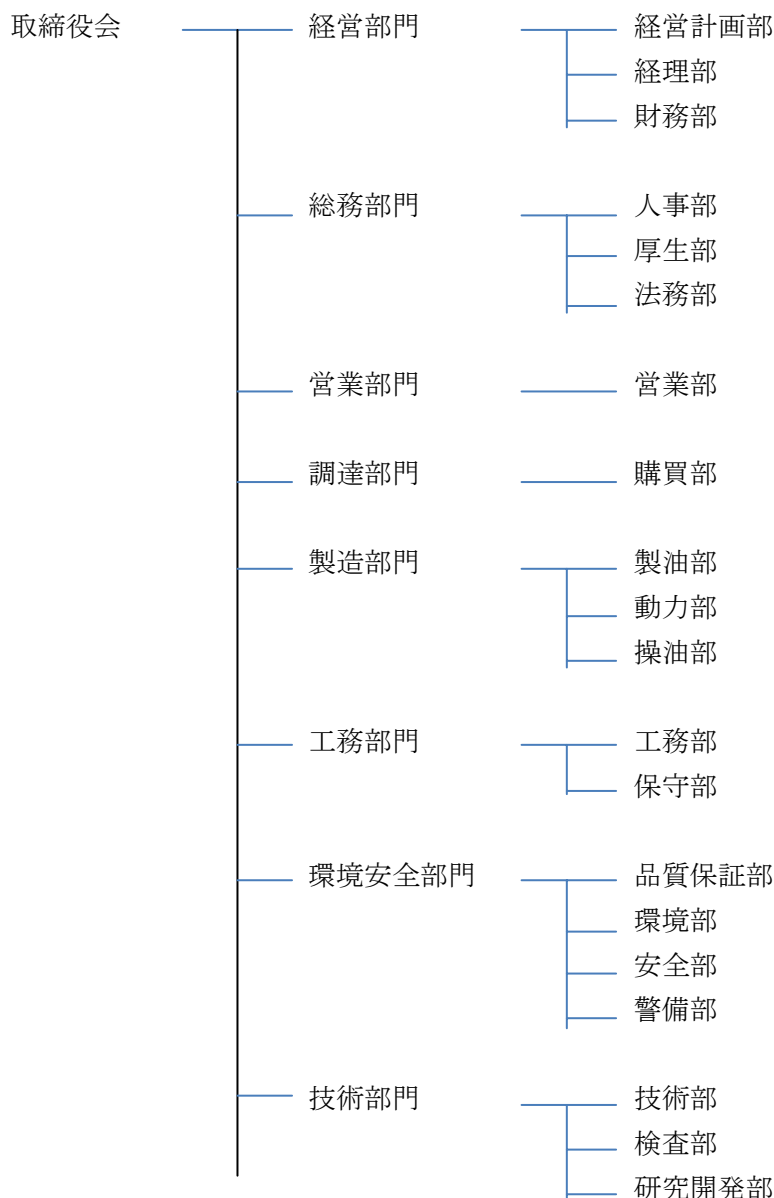 取締役会 経営部門 経営計画部
経理部
財務部
総務部門 人事部
厚生部
法務部
営業部門 営業部
調達部門 購買部
製造部門 製油部
動力部
操油部
工務部門 工務部
保守部
環境安全部門 品質保証部
環境部
安全部
警備部
技術部門 技術部
検査部
研究開発部